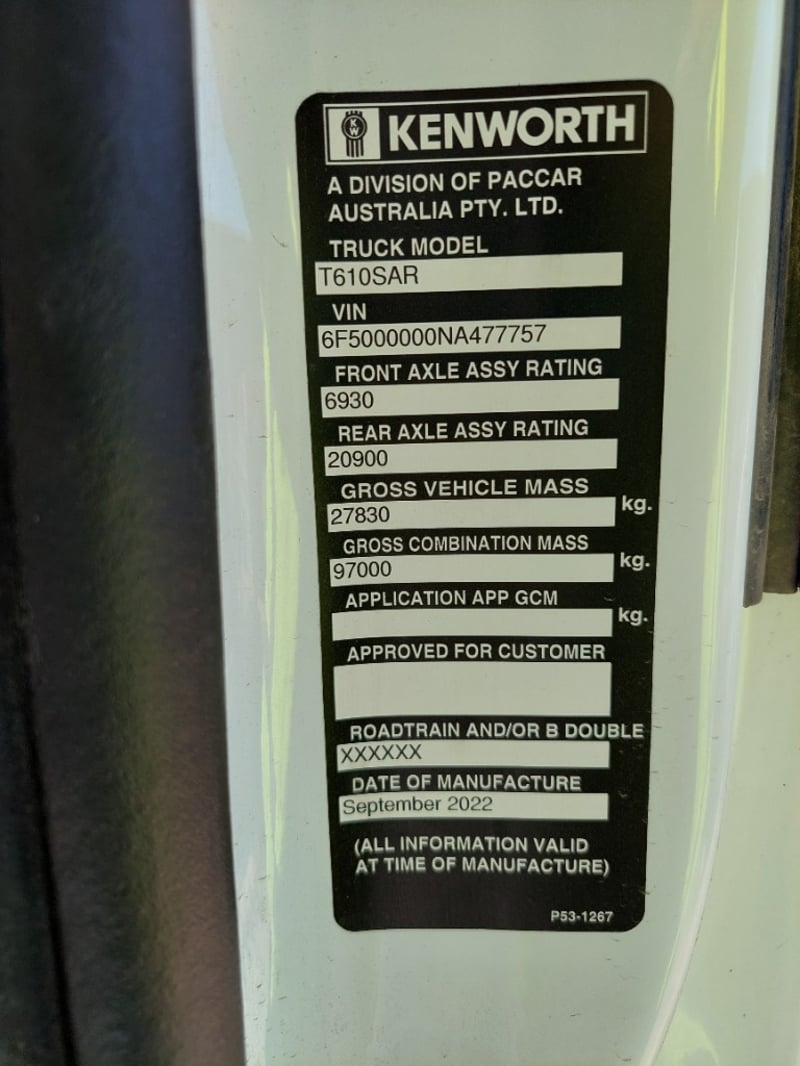 KW KENWORTH
A DIVISION OF PACCAR
AUSTRALIA PTY. LTD.
TRUCK MODEL
T610SAR
VIN
6F5000000NA477757
FRONT AXLE ASSY RATING
6930
REAR AXLE ASSY RATING
20900
GROSS VEHICLE MASS
27830 kg.
GROSS COMBINATION MASS
97000 kg.
APPLICATION APP GCM
kg.
APPROVED FOR CUSTOMER
ROADTRAIN AND/OR B DOUBLE
XXXXXX
DATE OF MANUFACTURE
September 2022
(ALL INFORMATION VALID
AT TIME OF MANUFACTURE)
P53-1267